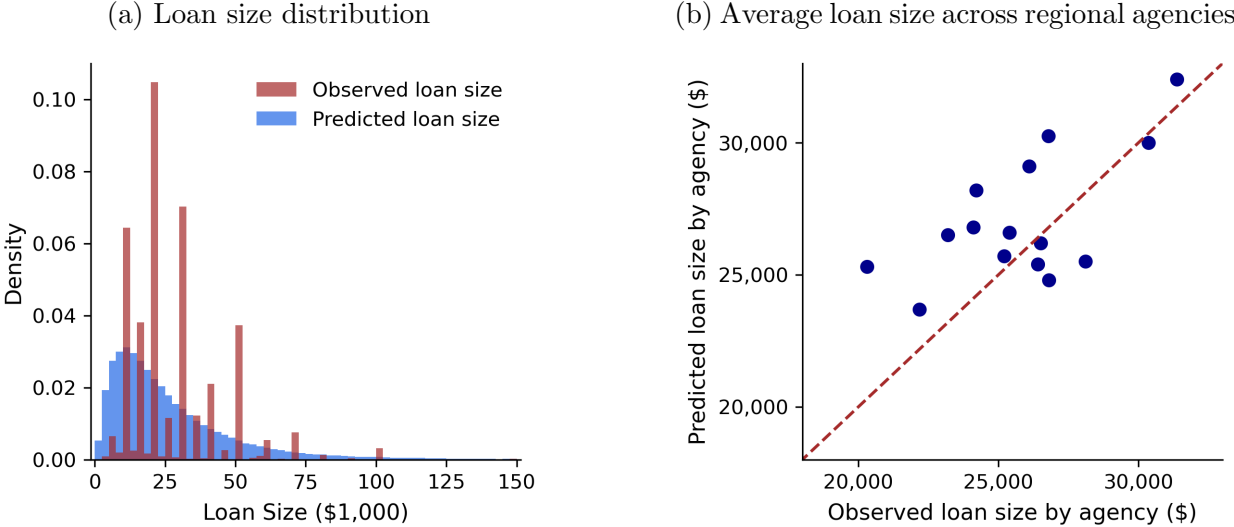 (a) Loan size distribution
Density
0.10
0.08
0.06
0.04
0.02
0.00
Observed loan size
Predicted loan size
0 25 50 75 100 125 150
Loan Size ($1,000)
(b) Average loan size across regional agencies
Predicted loan size by agency ($)
30,000
25,000
20,000
20,000 25,000 30,000
Observed loan size by agency ($)